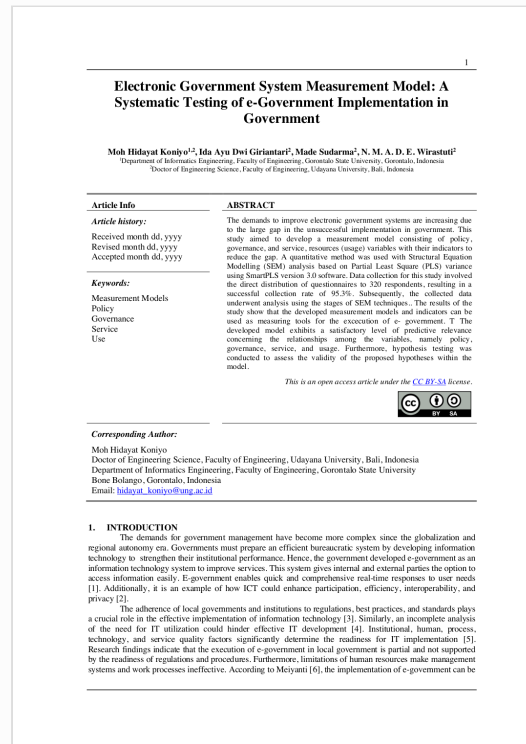 1
Electronic Government System Measurement Model: A
Systematic Testing of e-Government Implementation in
Government
Moh Hidayat Koniyo1,2, Ida Ayu Dwi Giriantari2, Made Sudarma2, N. M. A. D. E. Wirastuti2
1Department of Informatics Engineering, Faculty of Engineering, Gorontalo State University, Gorontalo, Indonesia
2Doctor of Engineering Science, Faculty of Engineering, Udayana University, Bali, Indonesia
Article Info
Article history:
Received month dd, yyyy
Revised month dd, yyyy
Accepted month dd, yyyy
Keywords:
Measurement Models
Policy
Governance
Service
Use
ABSTRACT
The demands to improve electronic government systems are increasing due
to the large gap in the unsuccessful implementation in government. This
study aimed to develop a measurement model consisting of policy,
governance, and service, resources (usage) variables with their indicators to
reduce the gap. A quantitative method was used with Structural Equation
Modelling (SEM) analysis based on Partial Least Square (PLS) variance
using SmartPLS version 3.0 software. Data collection for this study involved
the direct distribution of questionnaires to 320 respondents, resulting in a
successful collection rate of 95.3%. Subsequently, the collected data
underwent analysis using the stages of SEM techniques.. The results of the
study show that the developed measurement models and indicators can be
used as measuring tools for the excecution of e- government. T The
developed model exhibits a satisfactory level of predictive relevance
concerning the relationships among the variables, namely policy,
governance, service, and usage. Furthermore, hypothesis testing was
conducted to assess the validity of the proposed hypotheses within the
model.
This is an open access article under the CC BY-SA license.
cc BY SA
Corresponding Author:
Moh Hidayat Koniyo
Doctor of Engineering Science, Faculty of Engineering, Udayana University, Bali, Indonesia
Department of Informatics Engineering, Faculty of Engineering, Gorontalo State University
Bone Bolango, Gorontalo, Indonesia
Email: hidayat_koniyo@ung.ac.id
1. INTRODUCTION
The demands for government management have become more complex since the globalization and
regional autonomy era. Governments must prepare an efficient bureaucratic system by developing information
technology to strengthen their institutional performance. Hence, the government developed e-government as an
information technology system to improve services. This system gives internal and external parties the option to
access information easily. E-government enables quick and comprehensive real-time responses to user needs
[1]. Additionally, it is an example of how ICT could enhance participation, efficiency, interoperability, and
privacy [2].
The adherence of local governments and institutions to regulations, best practices, and standards plays
a crucial role in the effective implementation of information technology [3]. Similarly, an incomplete analysis
of the need for IT utilization could hinder effective IT development [4]. Institutional, human, process,
technology, and service quality factors significantly determine the readiness for IT implementation [5].
Research findings indicate that the execution of e-government in local government is partial and not supported
by the readiness of regulations and procedures. Furthermore, limitations of human resources make management
systems and work processes ineffective. According to Meiyanti [6], the implementation of e-government can be